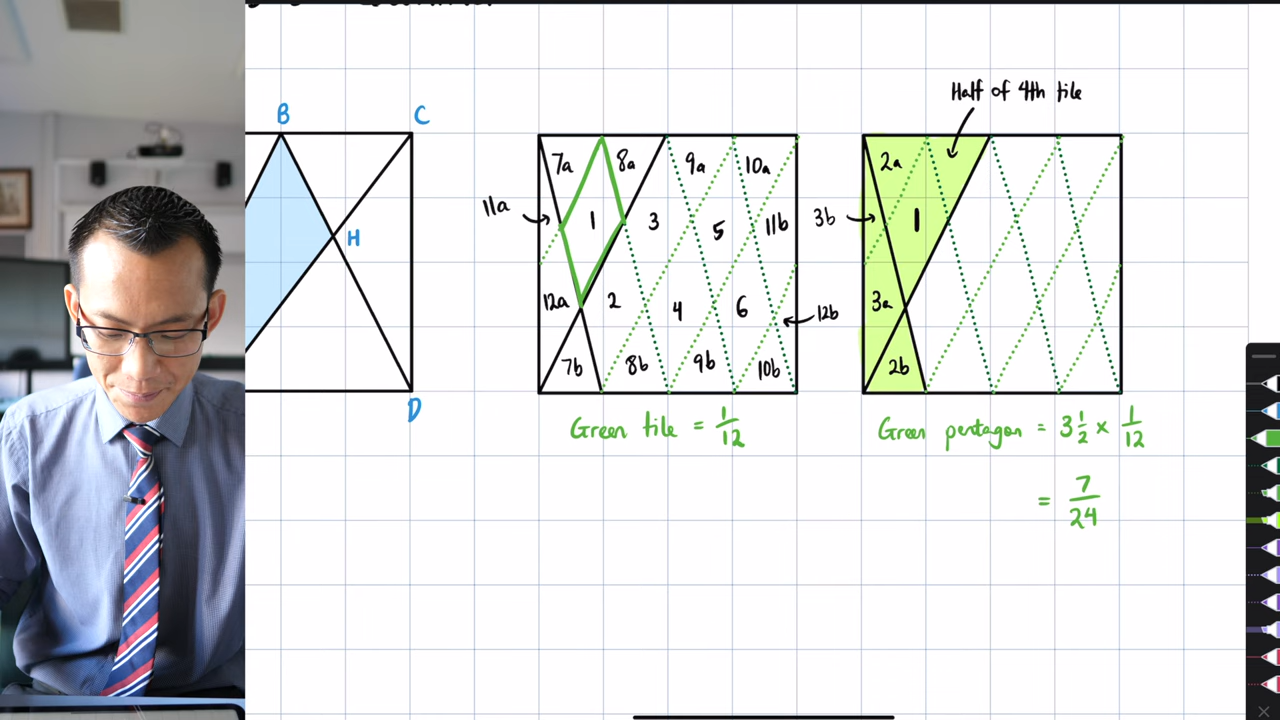 B
C
H
D
7a 8a 9a 10a
11a 1 3 5 11b
12a 2 4 6 12b
7b 8b 9b 10b
Green tile = 1/12
Half of 4th tile
2a
3b 1
3a
2b
Green pentagon = 3 1/2 × 1/12
= 7/24